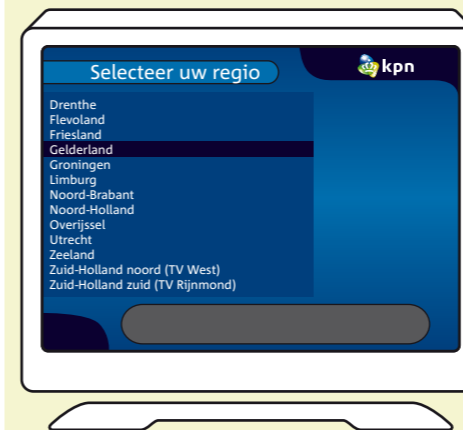 Selecteer uw regio
kpn
Drenthe
Flevoland
Friesland
Gelderland
Groningen
Limburg
Noord-Brabant
Noord-Holland
Overijssel
Utrecht
Zeeland
Zuid-Holland noord (TV West)
Zuid-Holland zuid (TV Rijnmond)